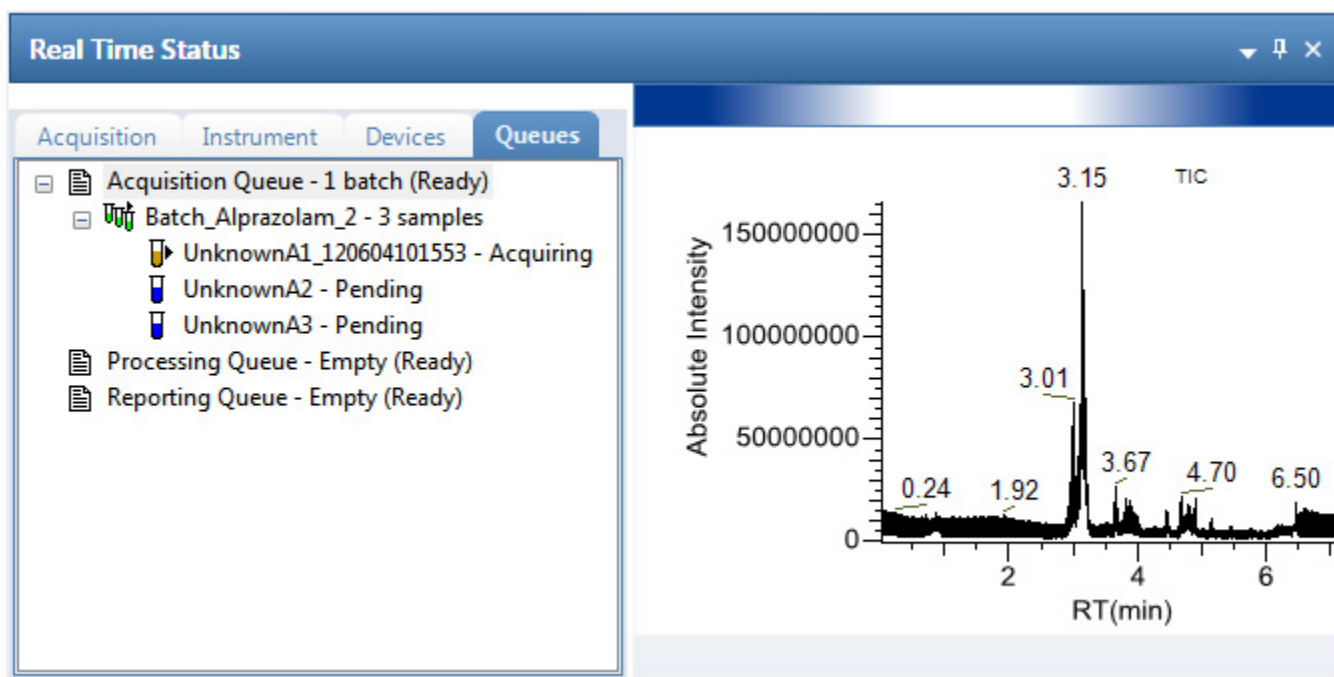 Real Time Status
Acquisition Instrument Devices Queues
Acquisition Queue - 1 batch (Ready)
Batch_Alprazolam_2 - 3 samples
UnknownA1_120604101553 - Acquiring
UnknownA2 - Pending
UnknownA3 - Pending
Processing Queue - Empty (Ready)
Reporting Queue - Empty (Ready)
3.15 TIC
Absolute Intensity
150000000
100000000
3.01
50000000
3.67
4.70
6.50
0.24
1.92
0
2 4 6
RT(min)